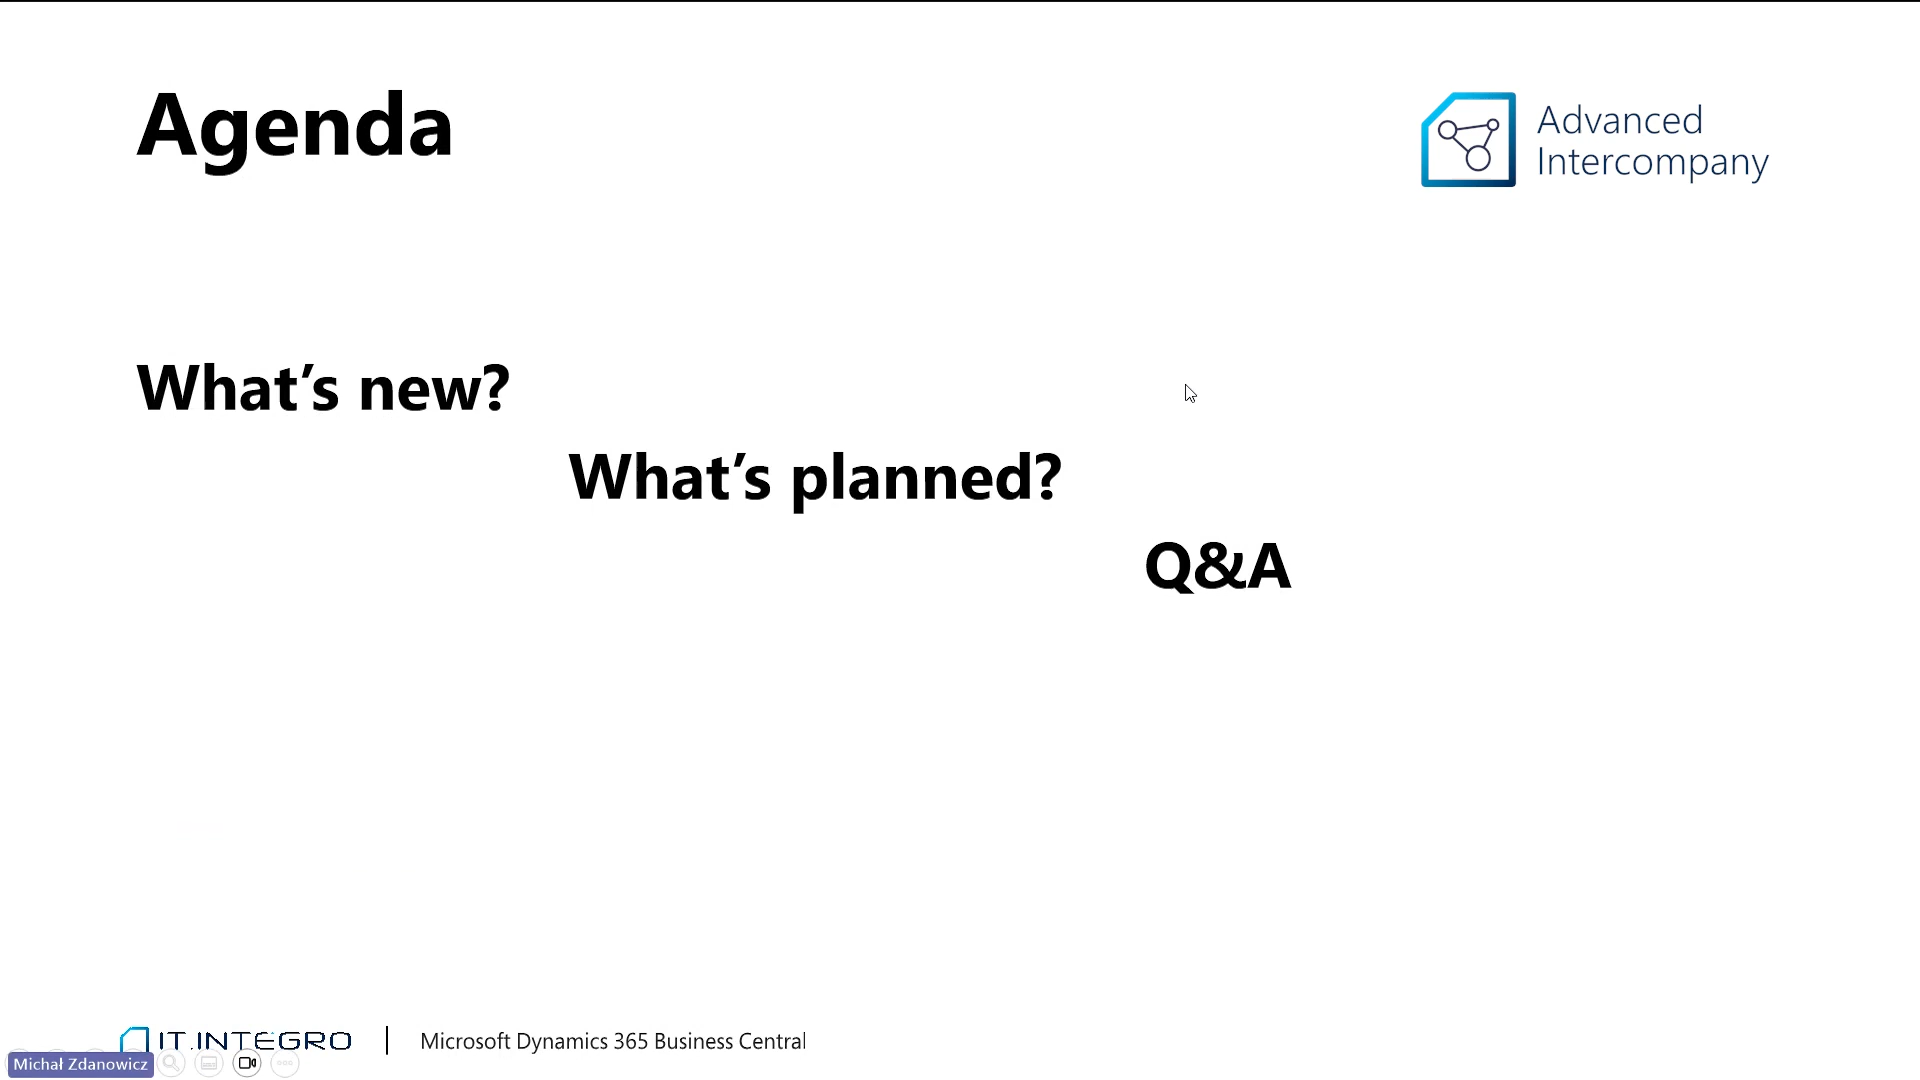 Agenda
Advanced
Intercompany
What’s new?
What’s planned?
Q&A
IT.INTEGRO
Microsoft Dynamics 365 Business Central
Michał Zdanowicz